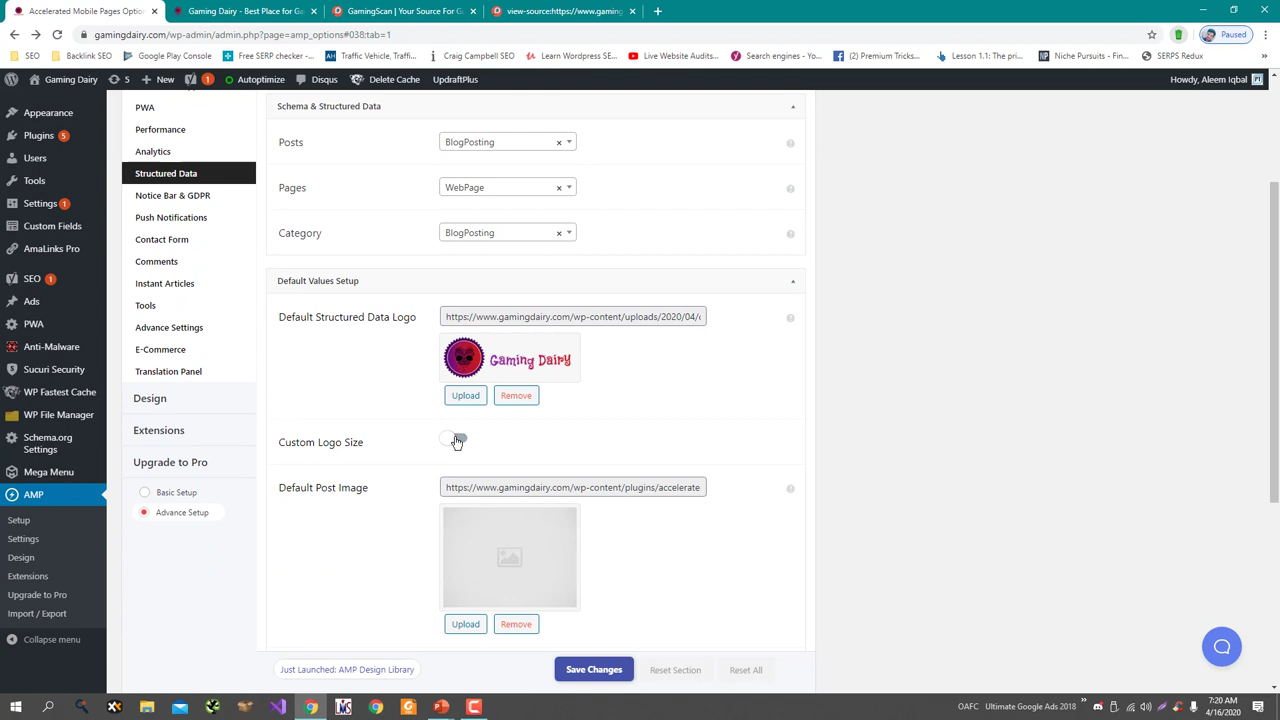 Accelerated Mobile Pages Optio
Gaming Dairy - Best Place for Ga
GamingScan | Your Source For G
view-source:https://www.gaming
gamingdairy.com/wp-admin/admin.php?page=amp_options#038;tab=1
Paused
SEO
Backlink SEO
Google Play Console
Free SERP checker -...
Traffic Vehicle, Traffi...
Craig Campbell SEO
Learn Wordpress SE...
Live Website Audits...
Search engines - Yo...
(2) Premium Tricks...
Lesson 1.1: The pri...
Niche Pursuits - Fin...
SERPS Redux
Gaming Dairy
5
New
1
Autoptimize
Disqus
Delete Cache
UpdraftPlus
Howdy, Aleem Iqbal
Appearance
Plugins 5
Users
Tools
Settings 1
Custom Fields
AmaLinks Pro
SEO 1
Ads
PWA
Anti-Malware
Sucuri Security
WP Fastest Cache
WP File Manager
Schema.org
Settings
Mega Menu
AMP
Setup
Settings
Design
Extensions
Upgrade to Pro
Import / Export
Collapse menu
PWA
Performance
Analytics
Structured Data
Notice Bar & GDPR
Push Notifications
Contact Form
Comments
Instant Articles
Tools
Advance Settings
E-Commerce
Translation Panel
Design
Extensions
Upgrade to Pro
Basic Setup
Advance Setup
Schema & Structured Data
Posts
BlogPosting
Pages
WebPage
Category
BlogPosting
Default Values Setup
Default Structured Data Logo
https://www.gamingdairy.com/wp-content/uploads/2020/04/
Gaming Dairy
Upload
Remove
Custom Logo Size
Default Post Image
https://www.gamingdairy.com/wp-content/plugins/accelerate
Upload
Remove
Just Launched: AMP Design Library
Save Changes
Reset Section
Reset All
OAFC
Ultimate Google Ads 2018
7:20 AM
4/16/2020